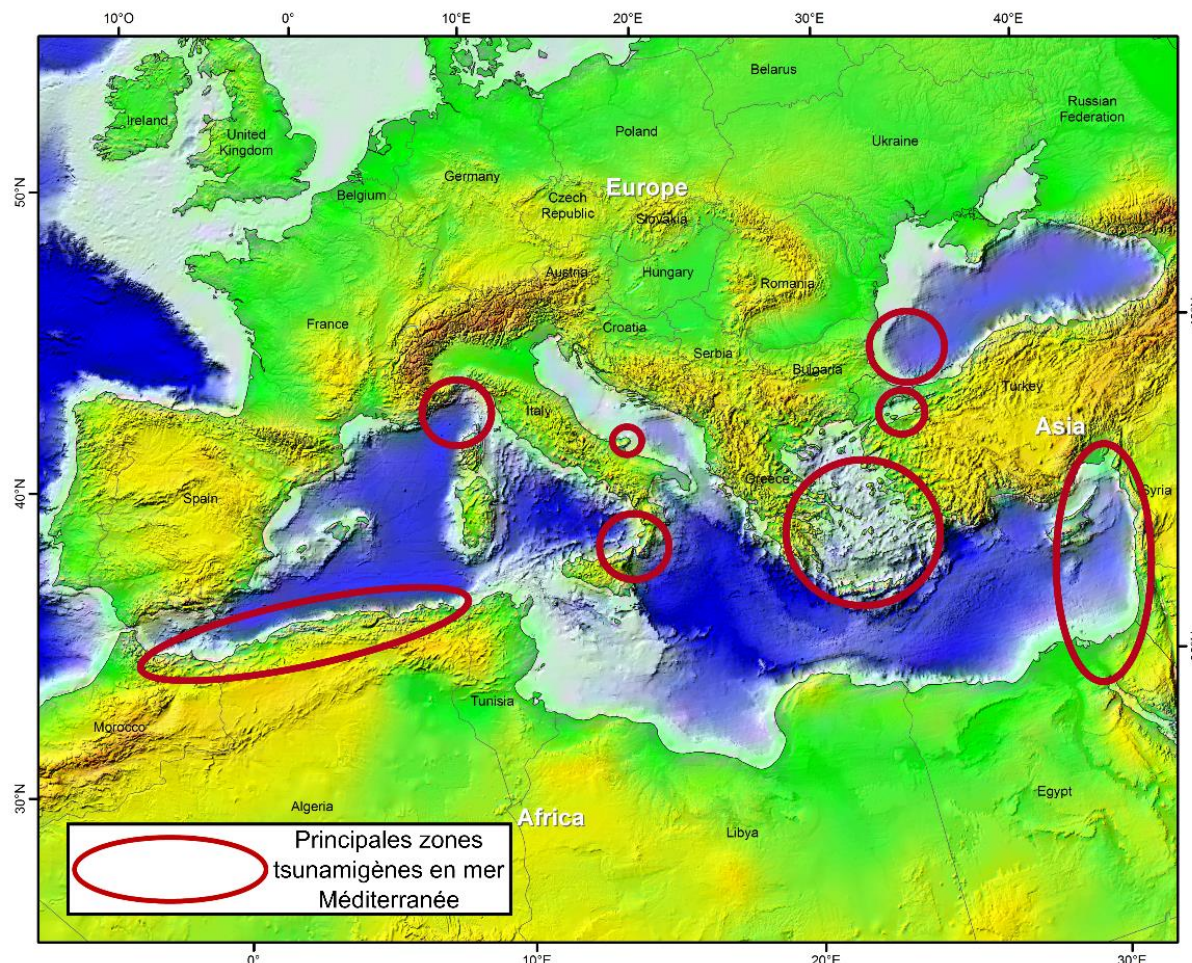 10°O 0° 10°E 20°E 30°E 40°E
Belarus
Russian
Federation
Ireland
United
Kingdom
Poland
Ukraine
Germany
Belgium
50°N
Europe
Czech
Republic
Slovakia
Austria
Hungary
Romania
France
Croatia
Serbia
Bulgaria
Turkey
Italy
Asia
Spain
Greece
Syria
40°N
Tunisia
Morocco
30°N
Algeria
Africa
Libya
Egypt
Principales zones
tsunamigènes en mer
Méditerranée
0° 10°E 20°E 30°E